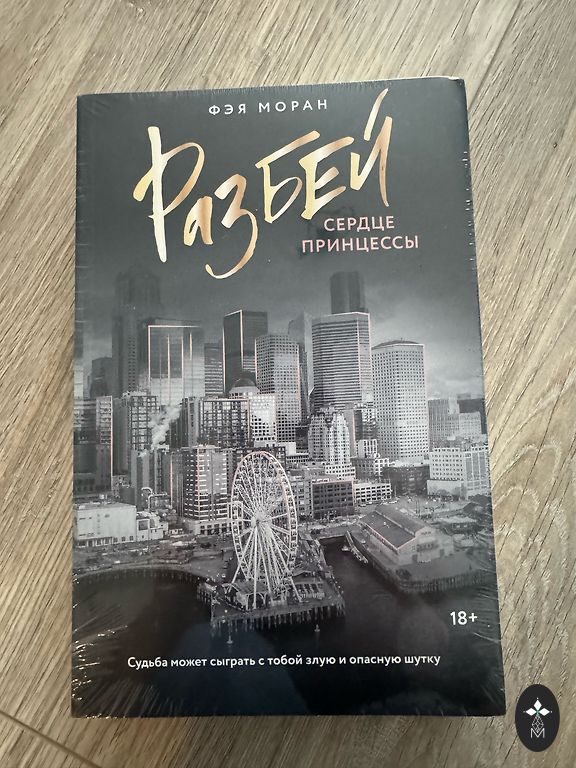 ФЭЯ МОРАН
РазБЕЙ
СЕРДЦЕ
ПРИНЦЕССЫ
18+
Судьба может сыграть с тобой злую и опасную шутку
M